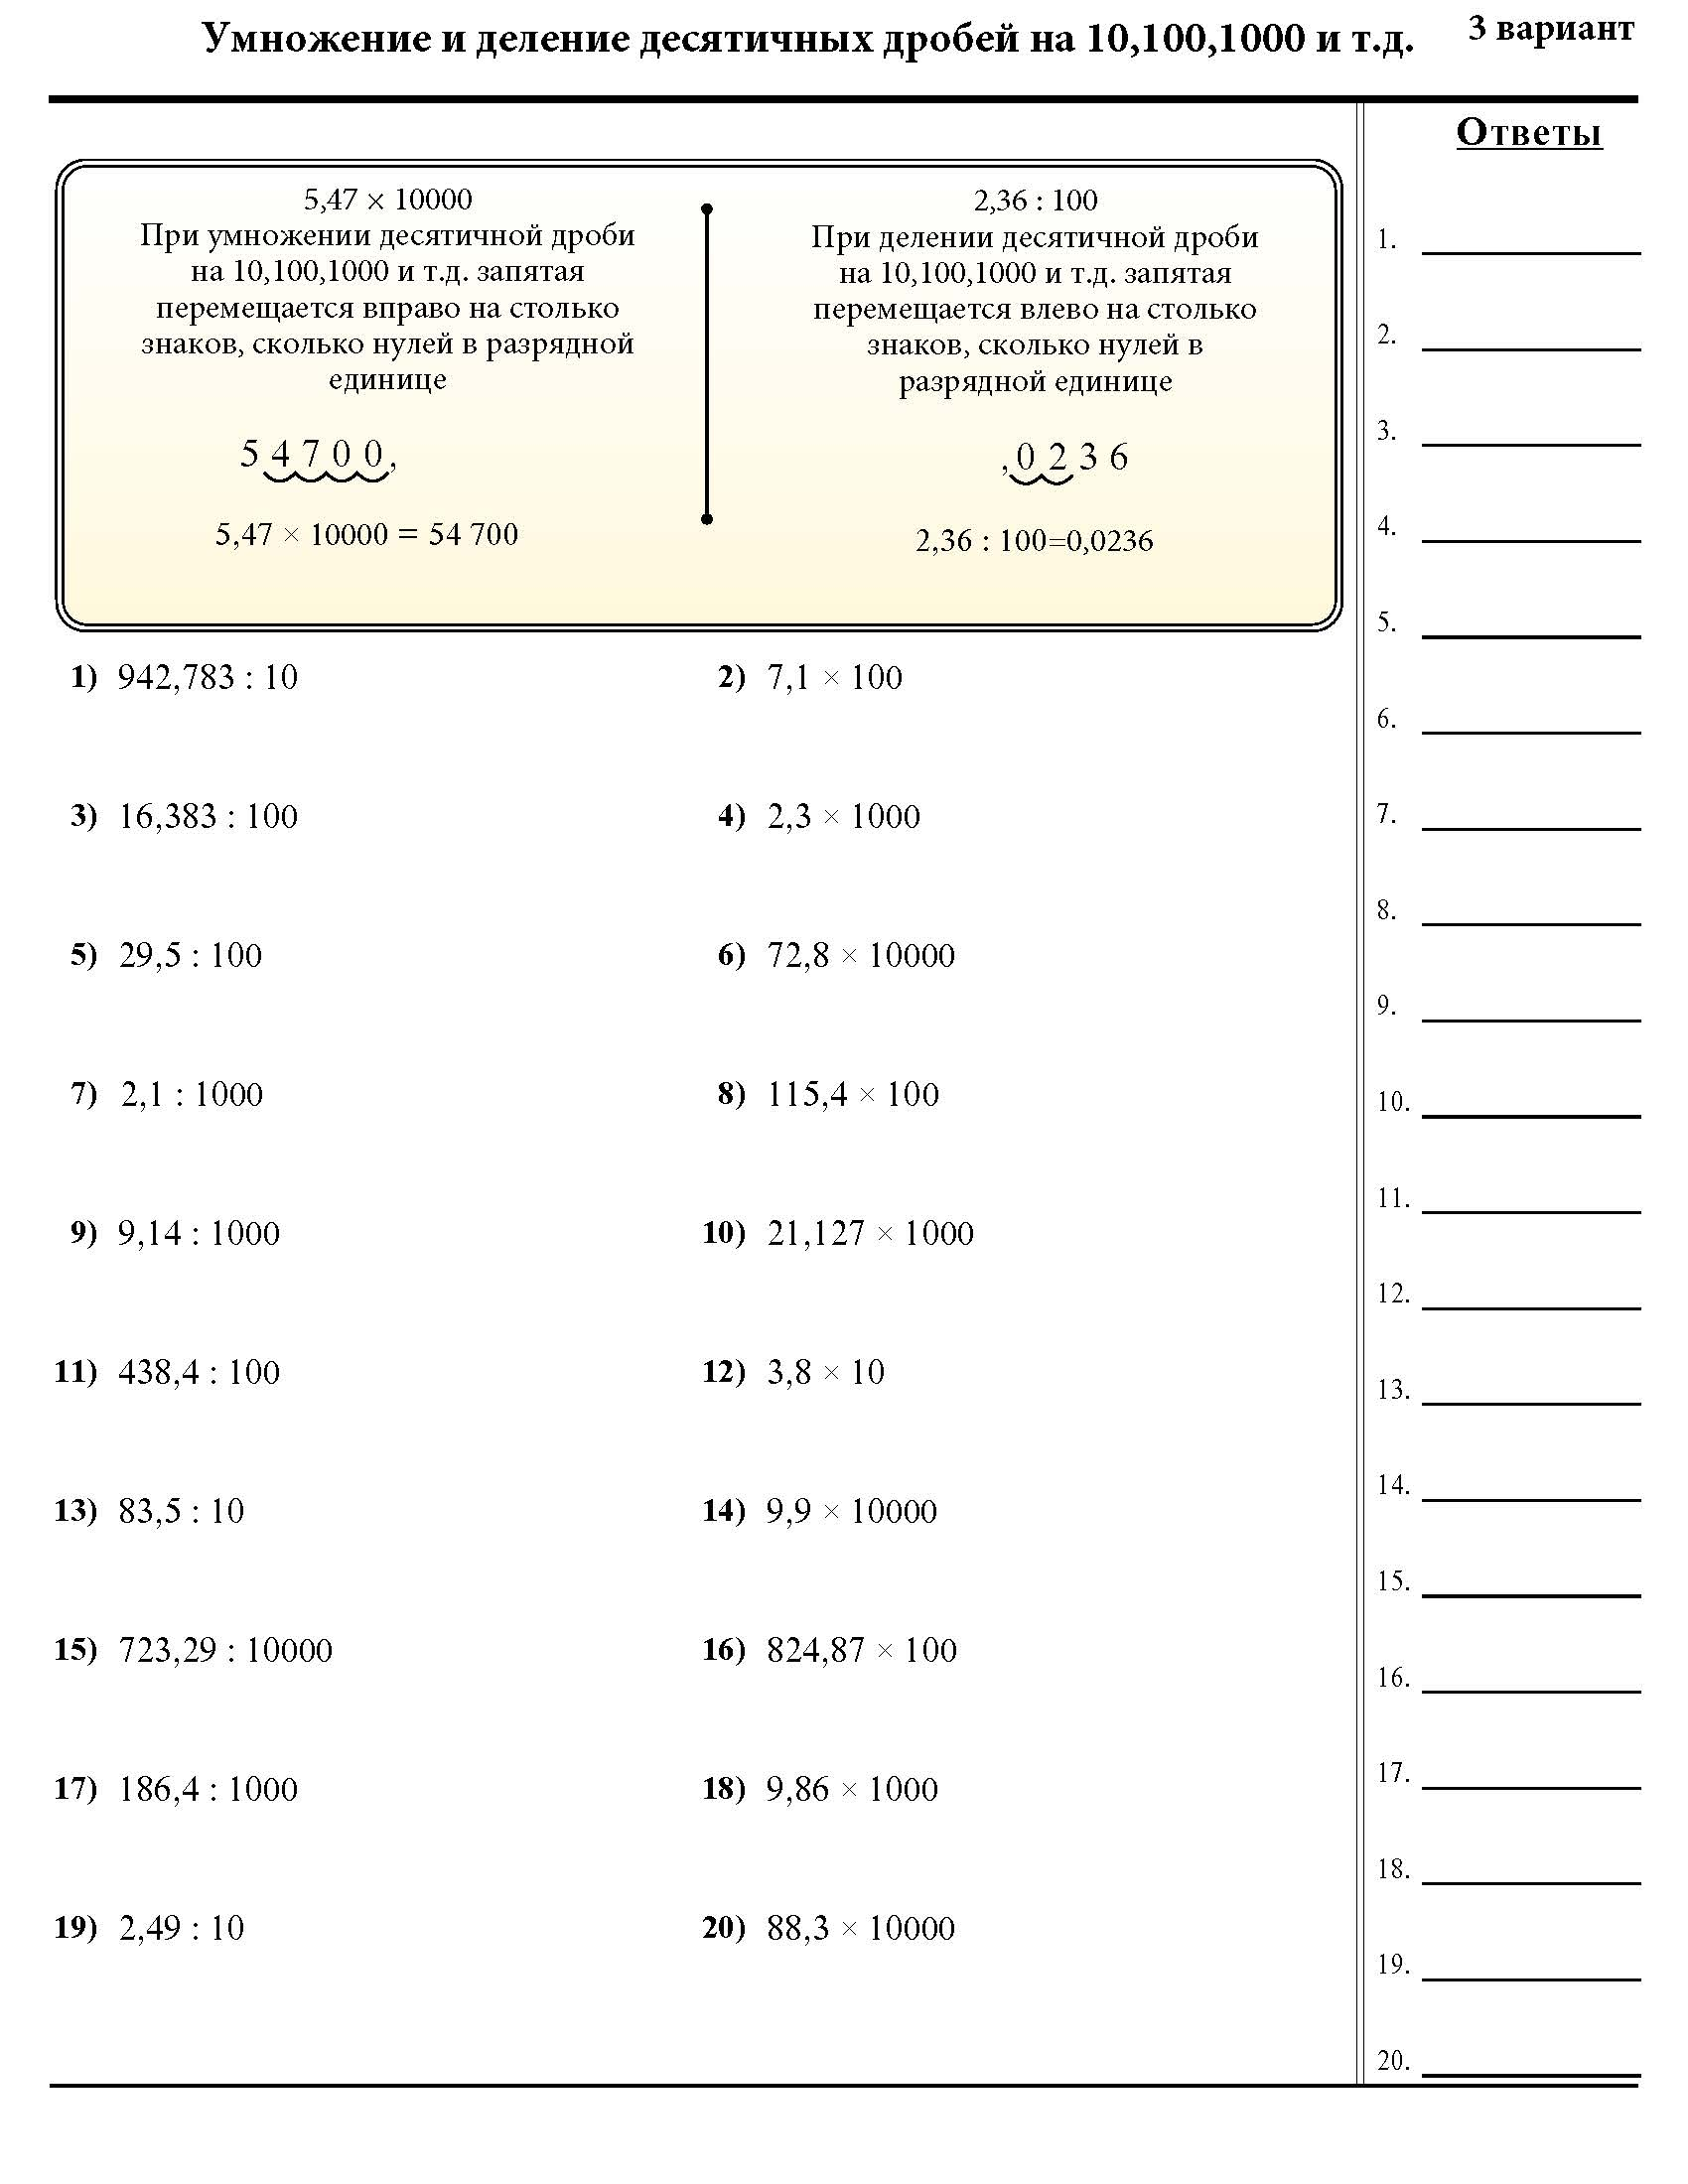 Умножение и деление десятичных дробей на 10,100,1000 и т.д.
3 вариант
5,47 × 10000
При умножении десятичной дроби
на 10,100,1000 и т.д. запятая
перемещается вправо на столько
знаков, сколько нулей в разрядной
единице
5 4 7 0 0 ,
5,47 × 10000 = 54 700
2,36 : 100
При делении десятичной дроби
на 10,100,1000 и т.д. запятая
перемещается влево на столько
знаков, сколько нулей в
разрядной единице
, 0 2 3 6
2,36 : 100=0,0236
1) 942,783 : 10
2) 7,1 × 100
3) 16,383 : 100
4) 2,3 × 1000
5) 29,5 : 100
6) 72,8 × 10000
7) 2,1 : 1000
8) 115,4 × 100
9) 9,14 : 1000
10) 21,127 × 1000
11) 438,4 : 100
12) 3,8 × 10
13) 83,5 : 10
14) 9,9 × 10000
15) 723,29 : 10000
16) 824,87 × 100
17) 186,4 : 1000
18) 9,86 × 1000
19) 2,49 : 10
20) 88,3 × 10000
Ответы
1.
2.
3.
4.
5.
6.
7.
8.
9.
10.
11.
12.
13.
14.
15.
16.
17.
18.
19.
20.